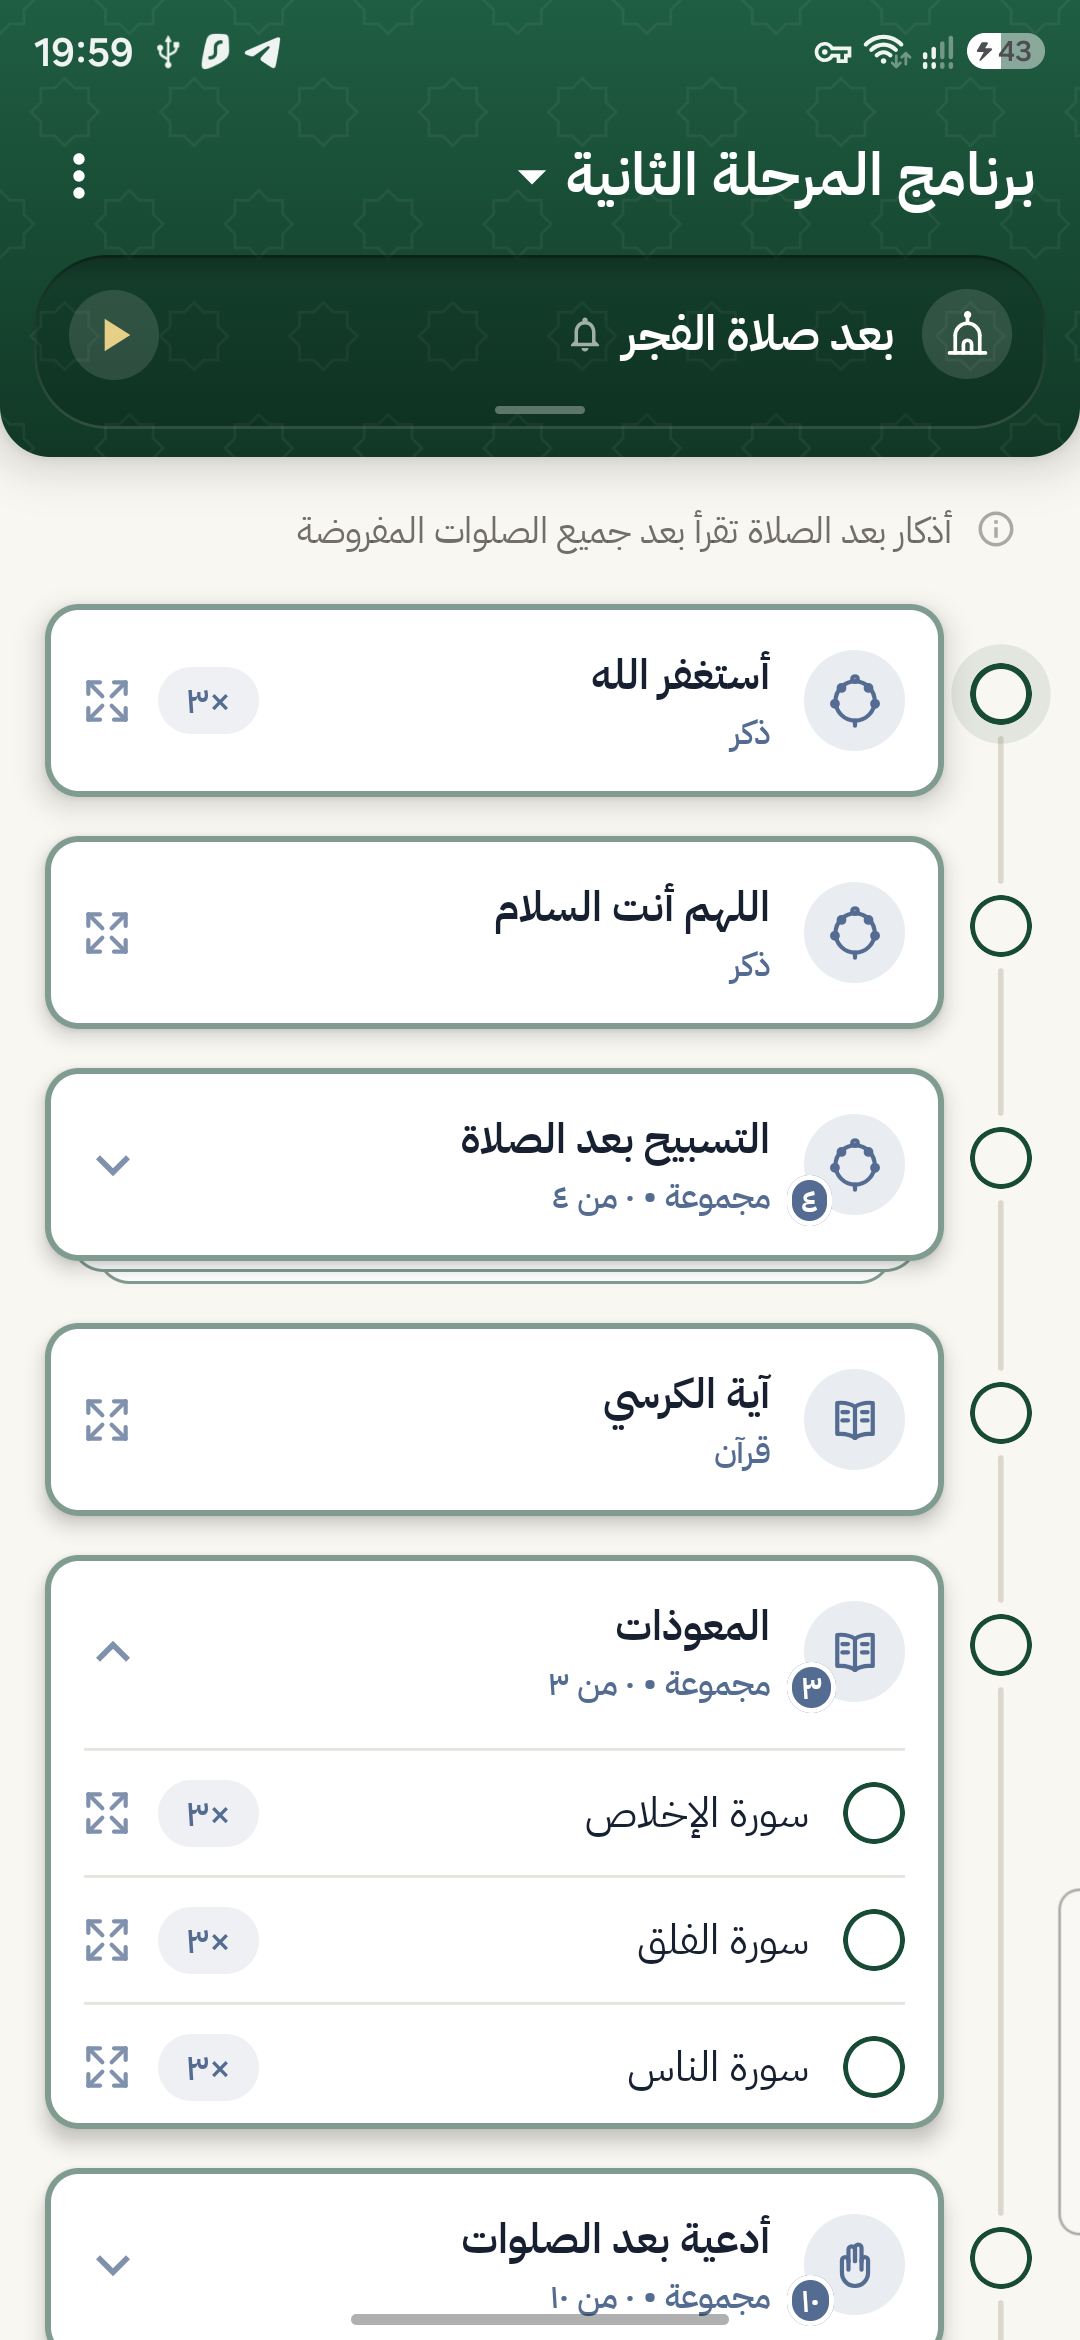 19:59
43
برنامج المرحلة الثانية
بعد صلاة الفجر
أذكار بعد الصلاة تقرأ بعد جميع الصلوات المفروضة
أستغفر الله
ذكر
×٣
اللهم أنت السلام
ذكر
التسبيح بعد الصلاة
٤
مجموعة • ٠ من ٤
آية الكرسي
قرآن
المعوذات
٣
مجموعة • ٠ من ٣
سورة الإخلاص
×٣
سورة الفلق
×٣
سورة الناس
×٣
أدعية بعد الصلوات
١٠
مجموعة • ٠ من ١٠